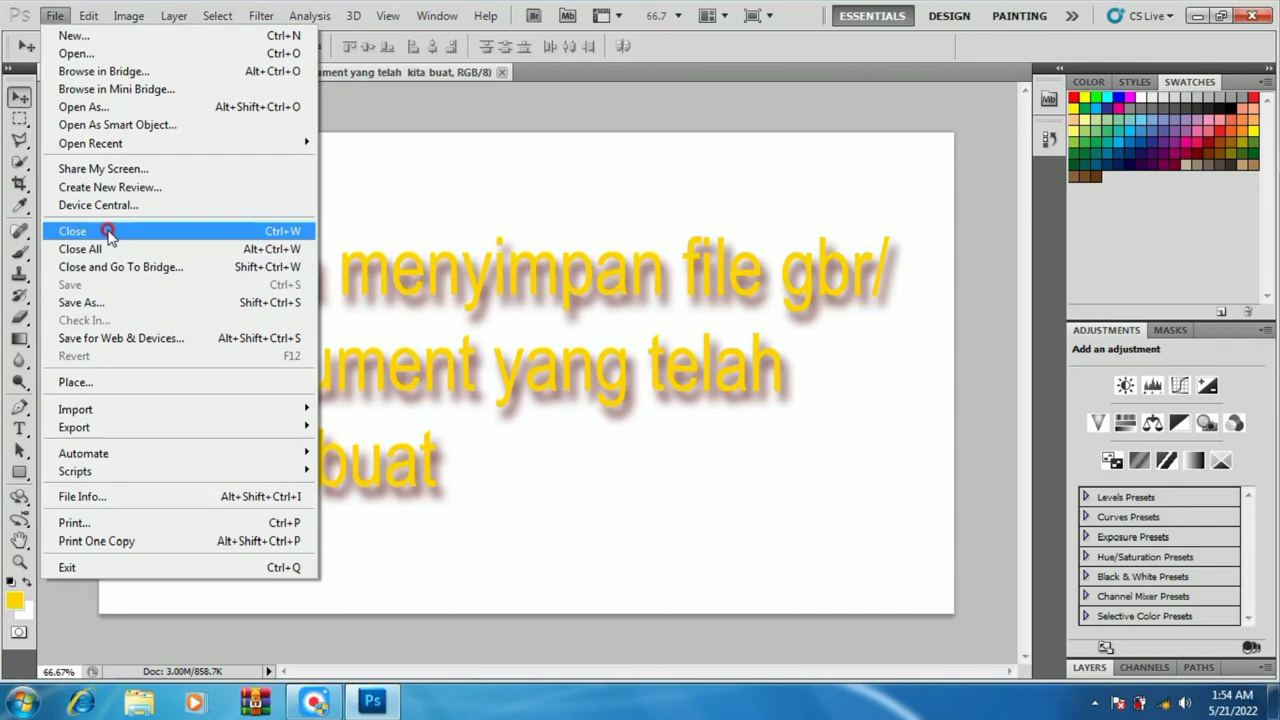 Ps File Edit Image Layer Select Filter Analysis 3D View Window Help Br Mb 66.7 ESSENTIALS DESIGN PAINTING CS Live
ument yang telah kita buat, RGB/8)
New... Ctrl+N
Open... Ctrl+O
Browse in Bridge... Alt+Ctrl+O
Browse in Mini Bridge...
Open As... Alt+Shift+Ctrl+O
Open As Smart Object...
Open Recent
Share My Screen...
Create New Review...
Device Central...
Close Ctrl+W
Close All Alt+Ctrl+W
Close and Go To Bridge... Shift+Ctrl+W
Save Ctrl+S
Save As... Shift+Ctrl+S
Check In...
Save for Web & Devices... Alt+Shift+Ctrl+S
Revert F12
Place...
Import
Export
Automate
Scripts
File Info... Alt+Shift+Ctrl+I
Print... Ctrl+P
Print One Copy Alt+Shift+Ctrl+P
Exit Ctrl+Q
menyimpan file gbr/
ument yang telah
buat
Mb
COLOR STYLES SWATCHES
ADJUSTMENTS MASKS
Add an adjustment
Levels Presets
Curves Presets
Exposure Presets
Hue/Saturation Presets
Black & White Presets
Channel Mixer Presets
Selective Color Presets
LAYERS CHANNELS PATHS
66.67% Doc: 3.00M/858.7K
Ps
1:54 AM
5/21/2022